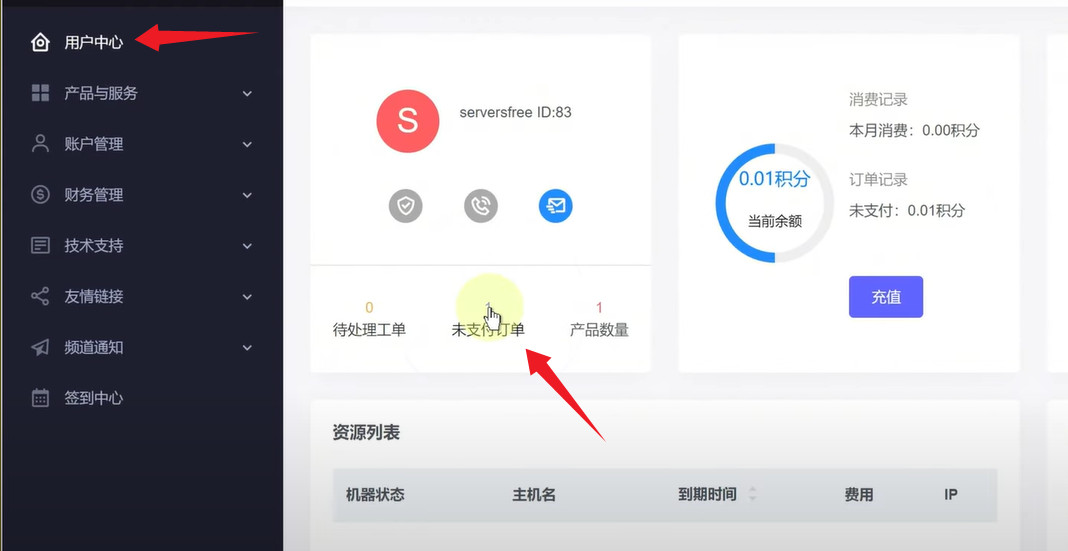 用户中心
产品与服务
账户管理
财务管理
技术支持
友情链接
频道通知
签到中心
S
serversfree ID:83
0
待处理工单
未支付订单
1
产品数量
0.01积分
当前余额
消费记录
本月消费：0.00积分
订单记录
未支付：0.01积分
充值
资源列表
机器状态 主机名 到期时间 费用 IP